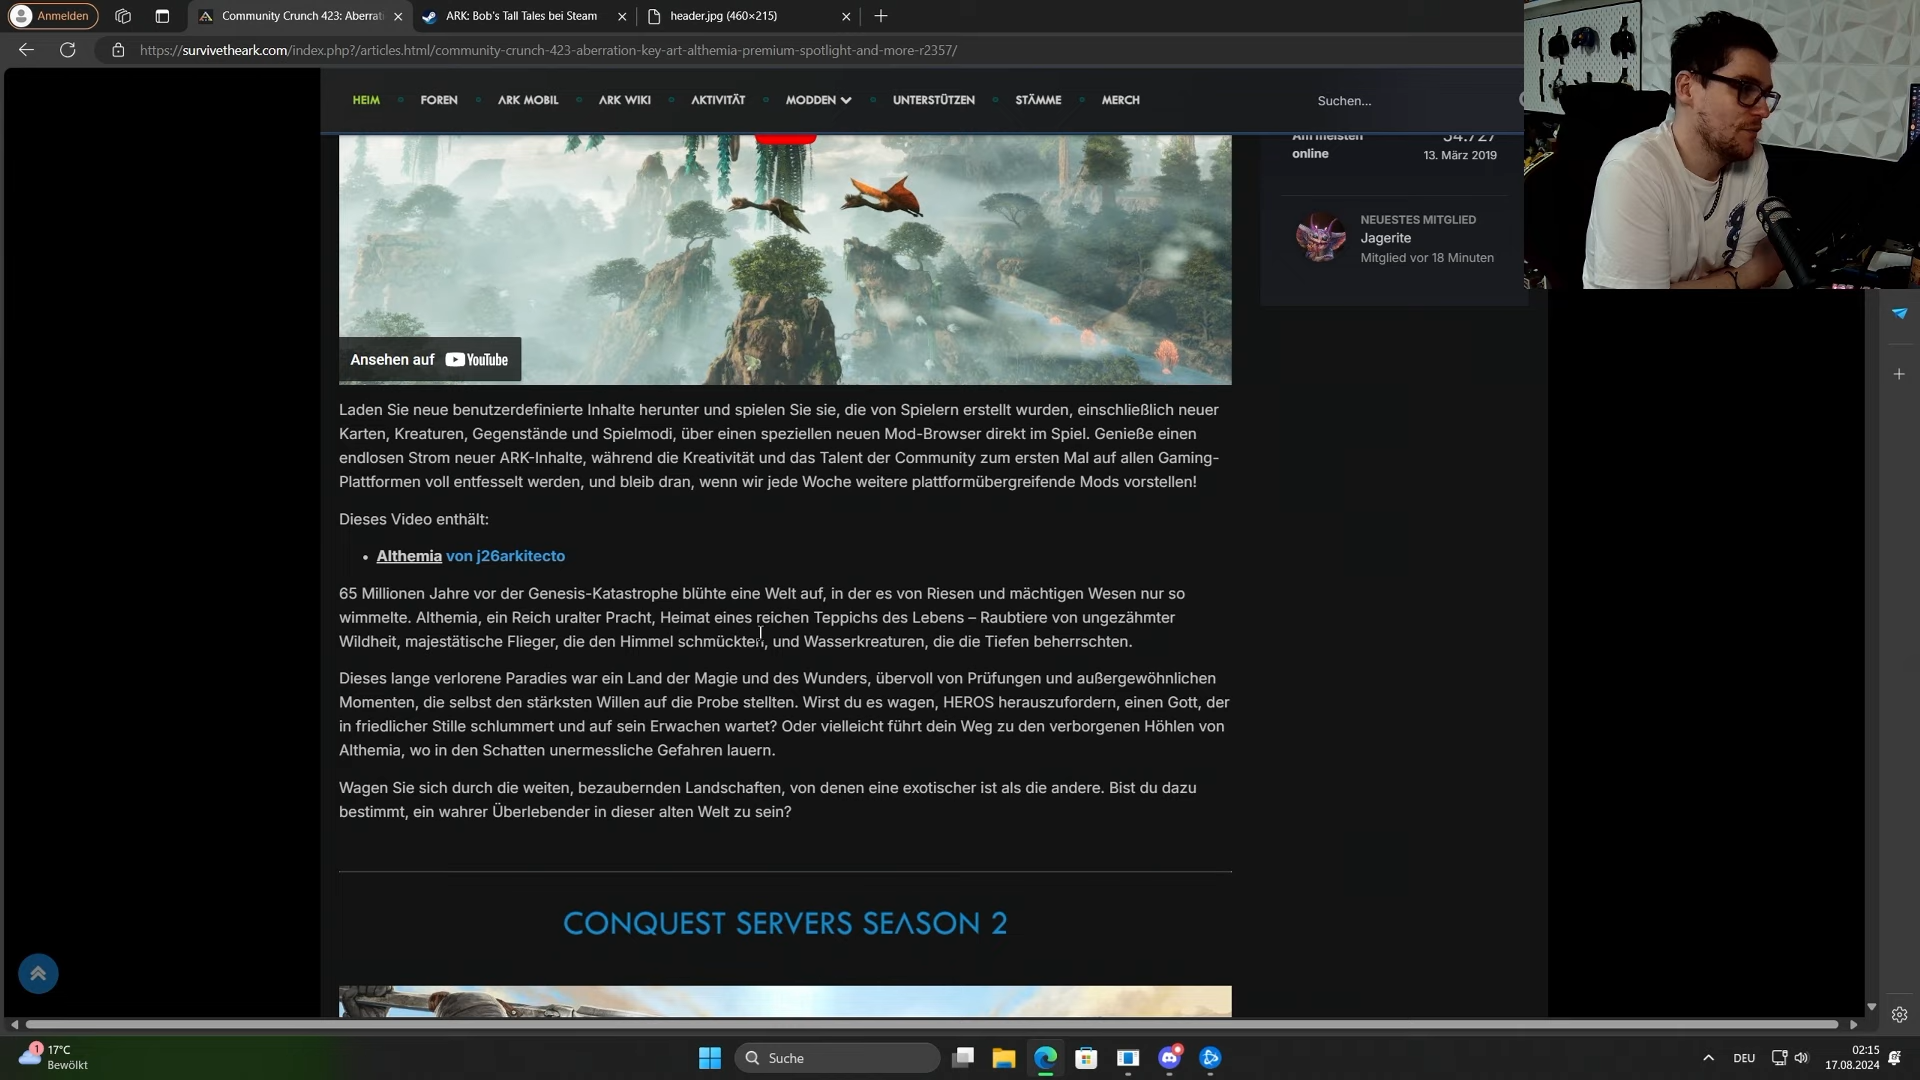 Anmelden
Community Crunch 423: Aberrati
ARK: Bob's Tall Tales bei Steam
header.jpg (460×215)
https://survivetheark.com/index.php?/articles.html/community-crunch-423-aberration-key-art-althemia-premium-spotlight-and-more-r2357/
HEIM
FOREN
ARK MOBIL
ARK WIKI
AKTIVITÄT
MODDEN
UNTERSTÜTZEN
STÄMME
MERCH
Suchen...
Am meisten
online
54.727
13. März 2019
NEUESTES MITGLIED
Jagerite
Mitglied vor 18 Minuten
Ansehen auf YouTube
Laden Sie neue benutzerdefinierte Inhalte herunter und spielen Sie sie, die von Spielern erstellt wurden, einschließlich neuer
Karten, Kreaturen, Gegenstände und Spielmodi, über einen speziellen neuen Mod-Browser direkt im Spiel. Genieße einen
endlosen Strom neuer ARK-Inhalte, während die Kreativität und das Talent der Community zum ersten Mal auf allen Gaming-
Plattformen voll entfesselt werden, und bleib dran, wenn wir jede Woche weitere plattformübergreifende Mods vorstellen!
Dieses Video enthält:
• Althemia von j26arkitecto
65 Millionen Jahre vor der Genesis-Katastrophe blühte eine Welt auf, in der es von Riesen und mächtigen Wesen nur so
wimmelte. Althemia, ein Reich uralter Pracht, Heimat eines reichen Teppichs des Lebens – Raubtiere von ungezähmter
Wildheit, majestätische Flieger, die den Himmel schmückten, und Wasserkreaturen, die die Tiefen beherrschten.
Dieses lange verlorene Paradies war ein Land der Magie und des Wunders, übervoll von Prüfungen und außergewöhnlichen
Momenten, die selbst den stärksten Willen auf die Probe stellten. Wirst du es wagen, HEROS herauszufordern, einen Gott, der
in friedlicher Stille schlummert und auf sein Erwachen wartet? Oder vielleicht führt dein Weg zu den verborgenen Höhlen von
Althemia, wo in den Schatten unermessliche Gefahren lauern.
Wagen Sie sich durch die weiten, bezaubernden Landschaften, von denen eine exotischer ist als die andere. Bist du dazu
bestimmt, ein wahrer Überlebender in dieser alten Welt zu sein?
CONQUEST SERVERS SEASON 2
1
17°C
Bewölkt
Suche
DEU
02:15
17.08.2024